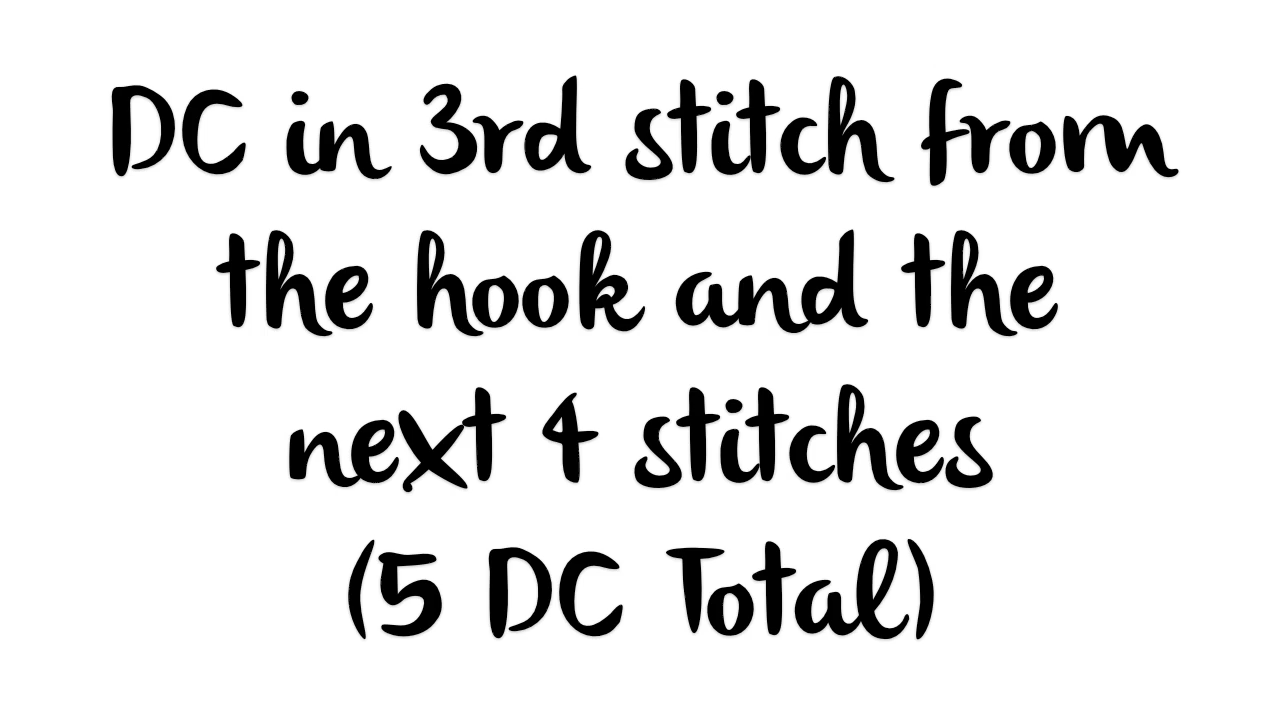 DC in 3rd stitch from
the hook and the
next 4 stitches
(5 DC Total)